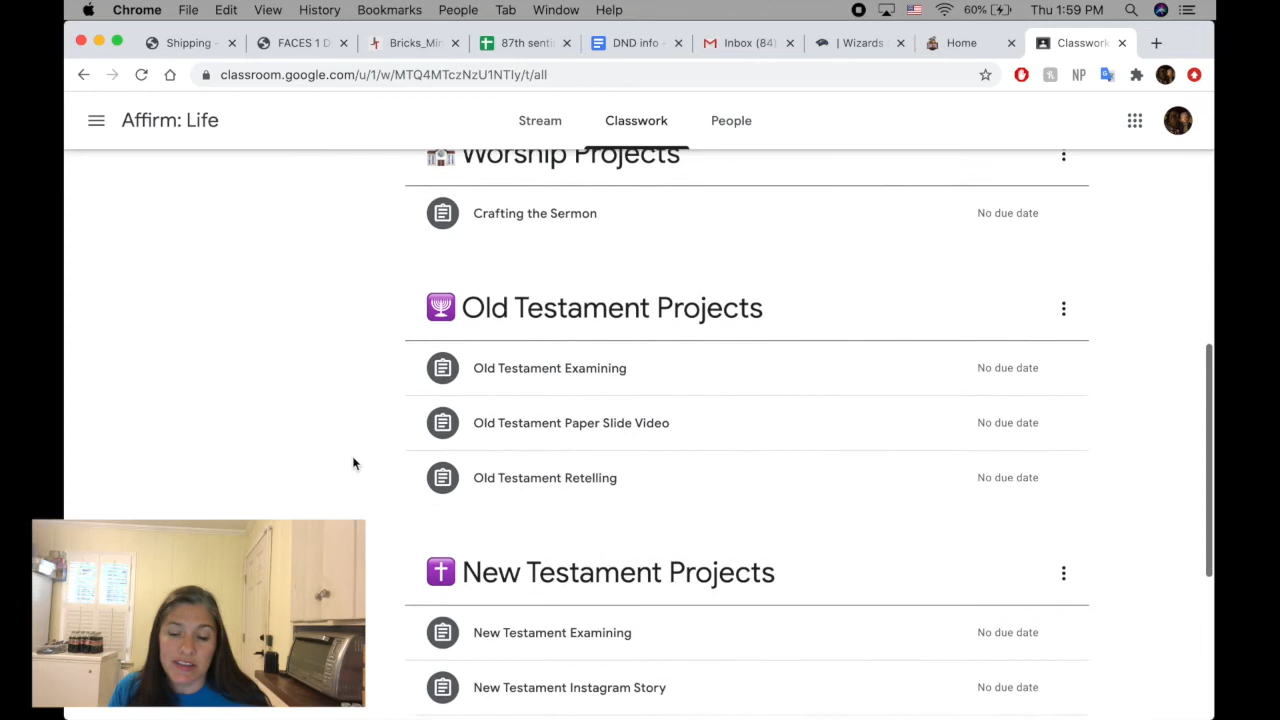 Chrome File Edit View History Bookmarks People Tab Window Help 60% Thu 1:59 PM
Shipping - FACES 1 D Bricks_Mir 87th senti DND info - Inbox (84) | Wizards Home Classwork
classroom.google.com/u/1/w/MTQ4MTczNzU1NTIy/t/all NP
Affirm: Life Stream Classwork People
Worship Projects
Crafting the Sermon No due date
Old Testament Projects
Old Testament Examining No due date
Old Testament Paper Slide Video No due date
Old Testament Retelling No due date
New Testament Projects
New Testament Examining No due date
New Testament Instagram Story No due date